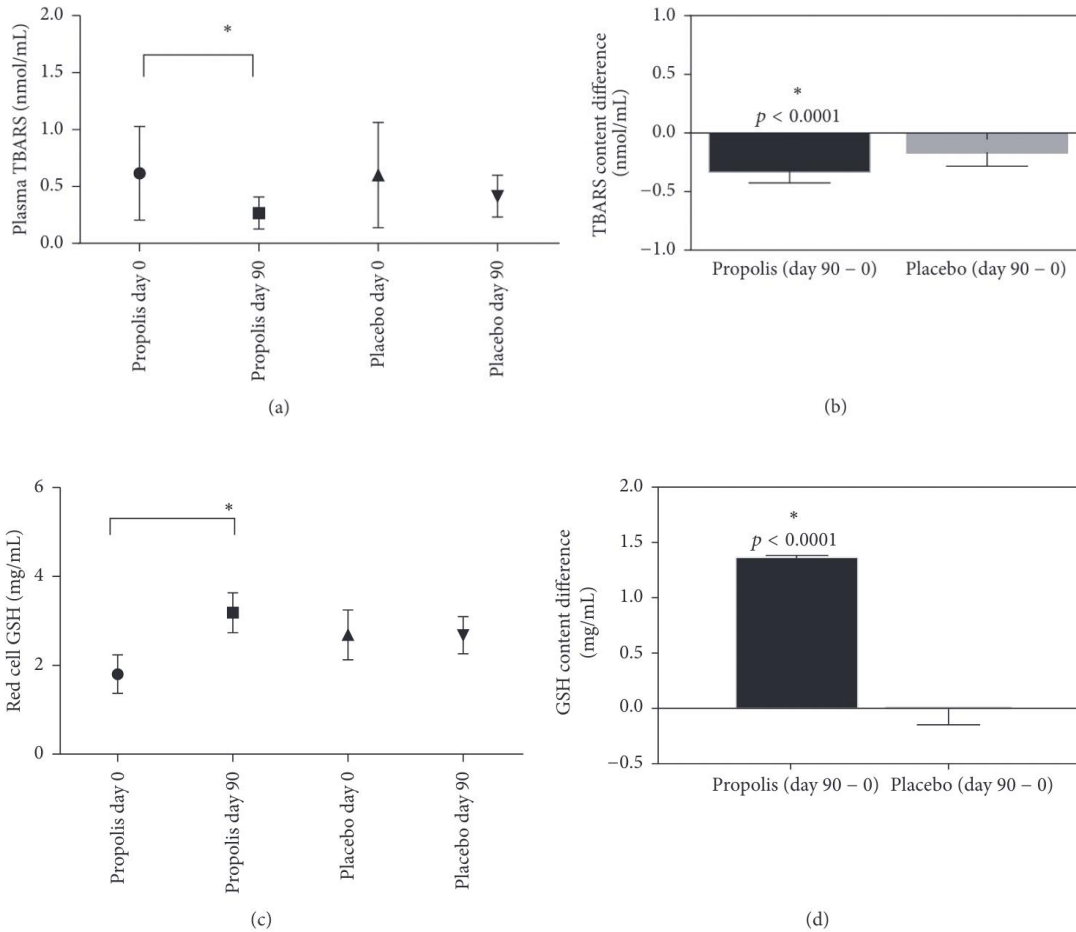 2.0
1.5
1.0
0.5
0.0
Plasma TBARS (nmol/mL)
*
Propolis day 0
Propolis day 90
Placebo day 0
Placebo day 90
(a)
1.0
0.5
0.0
−0.5
−1.0
TBARS content difference
(nmol/mL)
*
p < 0.0001
Propolis (day 90 − 0)
Placebo (day 90 − 0)
(b)
6
4
2
0
Red cell GSH (mg/mL)
*
Propolis day 0
Propolis day 90
Placebo day 0
Placebo day 90
(c)
2.0
1.5
1.0
0.5
0.0
−0.5
GSH content difference
(mg/mL)
*
p < 0.0001
Propolis (day 90 − 0)
Placebo (day 90 − 0)
(d)